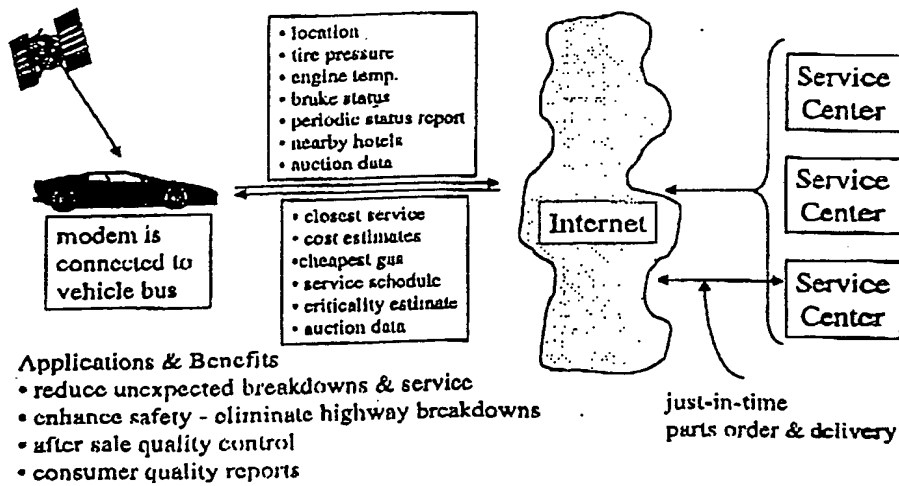 • location
• tire pressure
• engine temp.
• brake status
• periodic status report
• nearby hotels
• auction data
• closest service
• cost estimates
•cheapest gas
• service schedule
• criticality estimate
• auction data
modem is
connected to
vehicle bus
Internet
Service
Center
Service
Center
Service
Center
just-in-time
parts order & delivery
Applications & Benefits
• reduce unexpected breakdowns & service
• enhance safety - eliminate highway breakdowns
• after sale quality control
• consumer quality reports